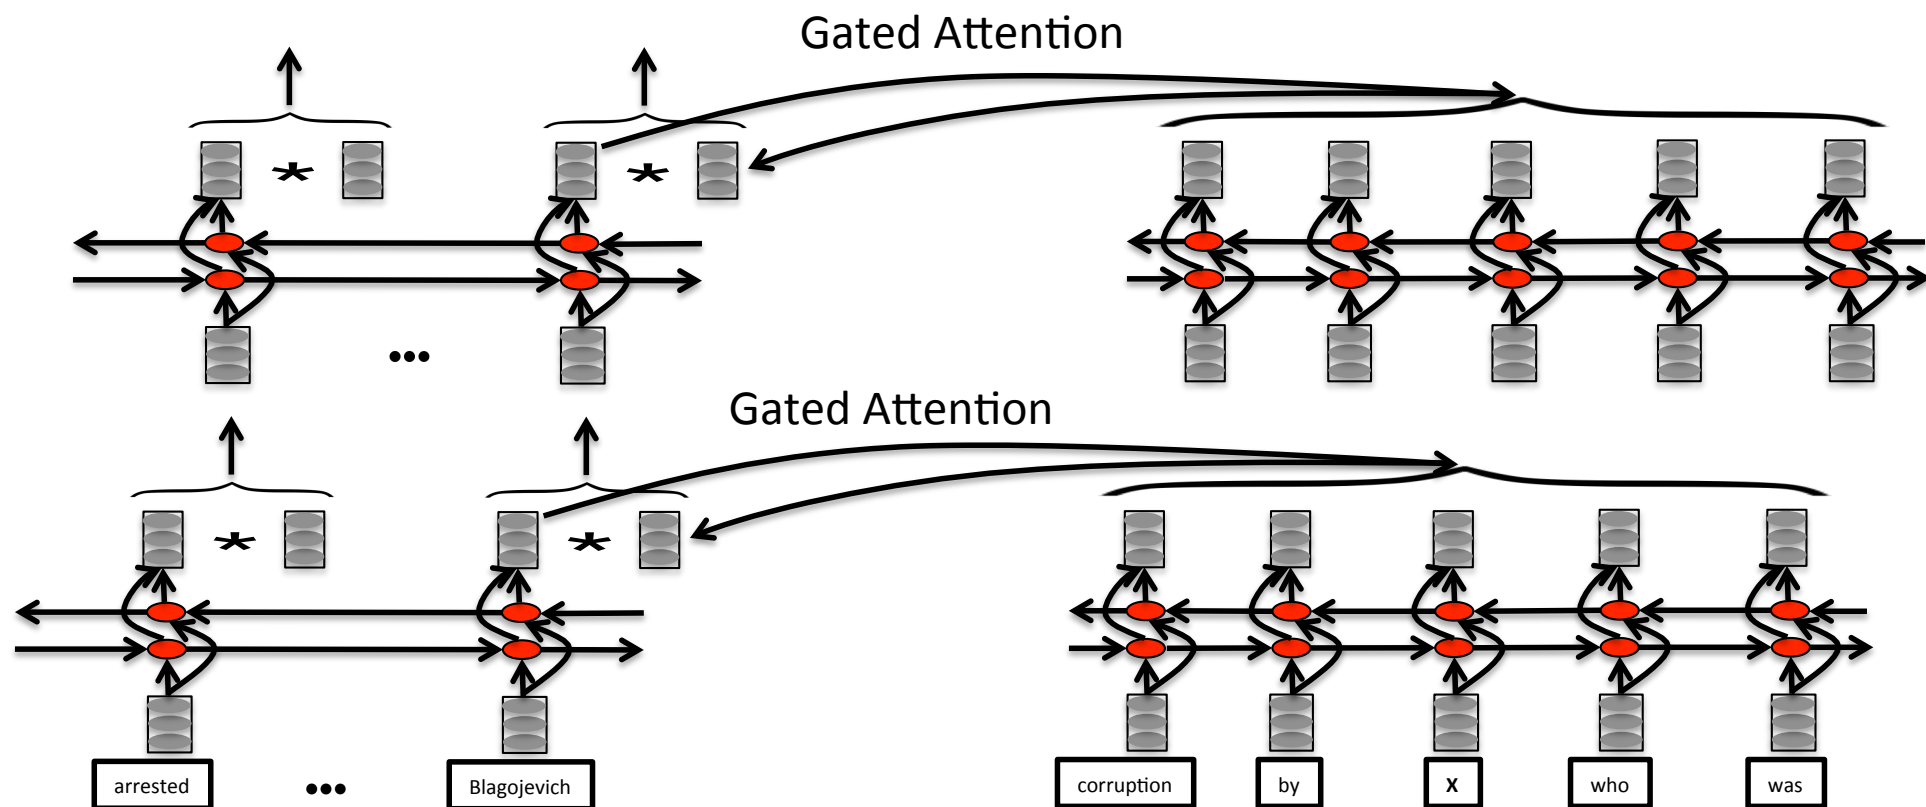 Gated Attention
•••
Gated Attention
arrested ••• Blagojevich corruption by X who was